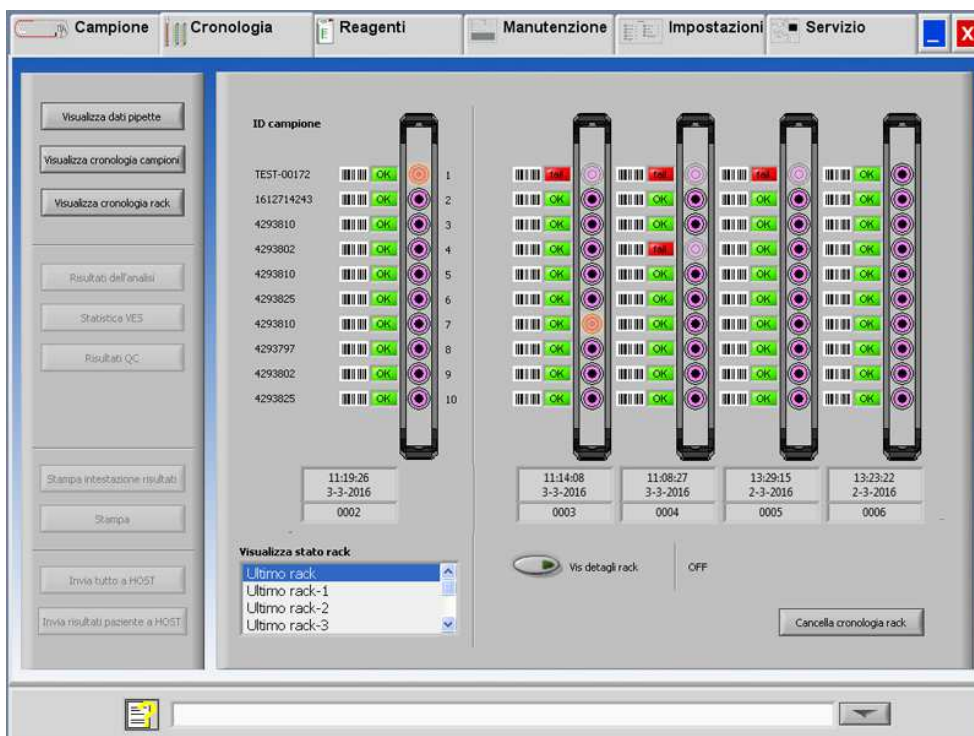 Campione
Cronologia
Reagenti
Manutenzione
Impostazioni
Servizio
Visualizza dati pipette
Visualizza cronologia campioni
Visualizza cronologia rack
Risultati dell'analisi
Statistica VES
Risultati QC
Stampa intestazione risultati
Stampa
Invia tutto a HOST
Invia risultati paziente a HOST
ID campione
TEST-00172 OK 1 fail fail fail OK
1612714243 OK 2 OK OK OK OK
4293810 OK 3 OK OK OK OK
4293802 OK 4 OK fail OK OK
4293810 OK 5 OK OK OK OK
4293825 OK 6 OK OK OK OK
4293810 OK 7 OK OK OK OK
4293797 OK 8 OK OK OK OK
4293802 OK 9 OK OK OK OK
4293825 OK 10 OK OK OK OK
11:19:26 11:14:08 11:08:27 13:29:15 13:23:22
3-3-2016 3-3-2016 3-3-2016 2-3-2016 2-3-2016
0002 0003 0004 0005 0006
Visualizza stato rack
Ultimo rack
Ultimo rack-1
Ultimo rack-2
Ultimo rack-3
Vis detagli rack
OFF
Cancella cronologia rack